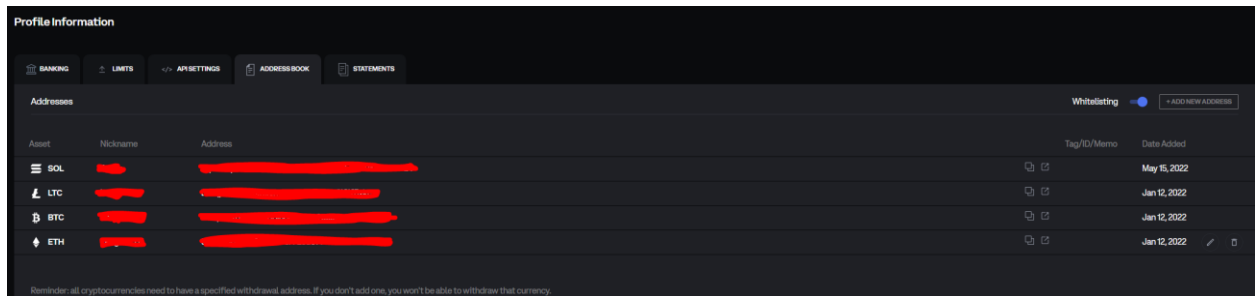 Profile Information
BANKING LIMITS </> API SETTINGS ADDRESS BOOK STATEMENTS
Addresses Whitelisting + ADD NEW ADDRESS
Asset Nickname Address Tag/ID/Memo Date Added
SOL May 15, 2022
LTC Jan 12, 2022
BTC Jan 12, 2022
ETH Jan 12, 2022
Reminder: all cryptocurrencies need to have a specified withdrawal address. If you don't add one, you won't be able to withdraw that currency.